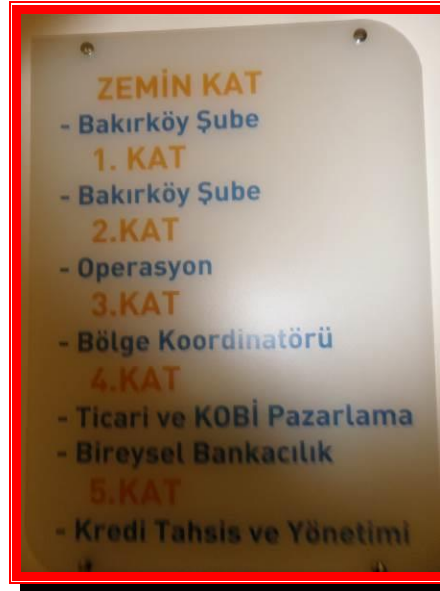 ZEMİN KAT
- Bakırköy Şube
1. KAT
- Bakırköy Şube
2.KAT
- Operasyon
3.KAT
- Bölge Koordinatörü
4.KAT
- Ticari ve KOBİ Pazarlama
- Bireysel Bankacılık
5.KAT
- Kredi Tahsis ve Yönetimi